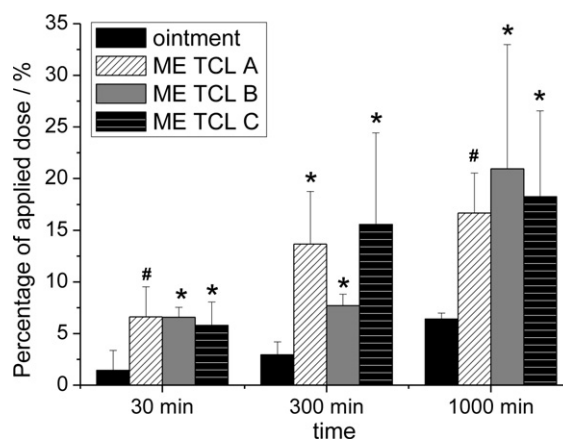 ointment
ME TCL A
ME TCL B
ME TCL C
Percentage of applied dose / %
35
30
25
20
15
10
5
0
#
*
*
*
*
*
#
*
*
30 min
300 min
1000 min
time